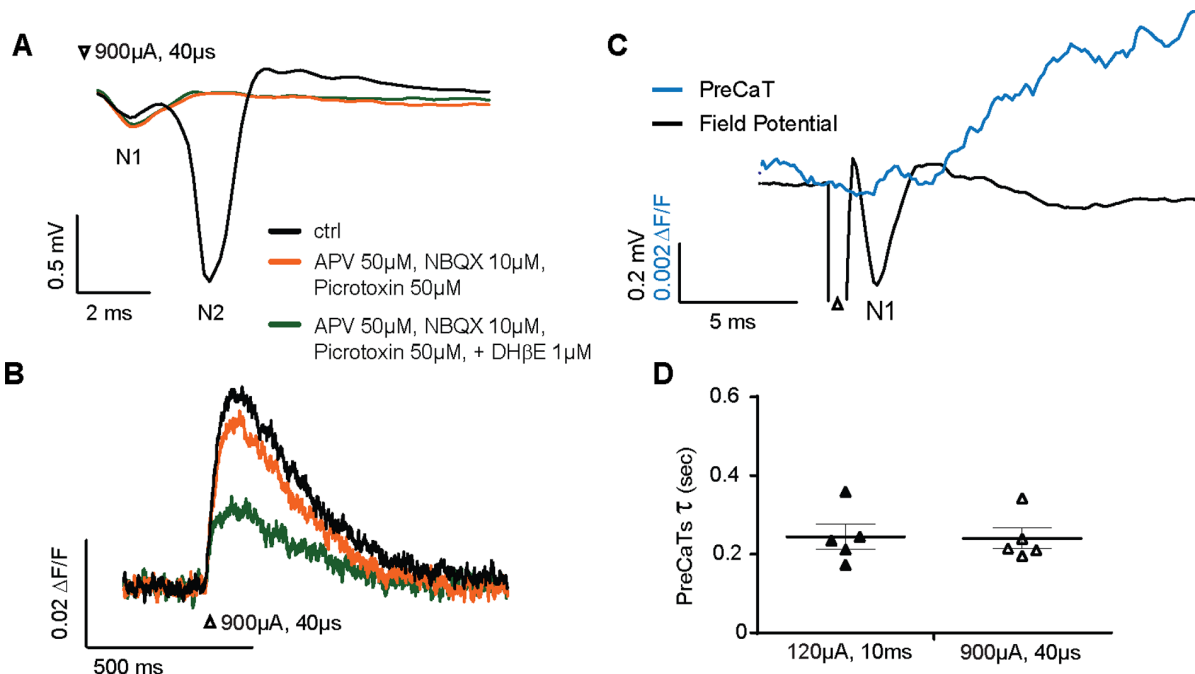 A
▽ 900µA, 40µs
N1
N2
0.5 mV
2 ms
ctrl
APV 50µM, NBQX 10µM,
Picrotoxin 50µM
APV 50µM, NBQX 10µM,
Picrotoxin 50µM, + DHβE 1µM
B
0.02 ΔF/F
500 ms
△ 900µA, 40µs
C
PreCaT
Field Potential
0.2 mV
0.002 ΔF/F
5 ms
N1
D
PreCaTs τ (sec)
0.6
0.4
0.2
0
120µA, 10ms
900µA, 40µs